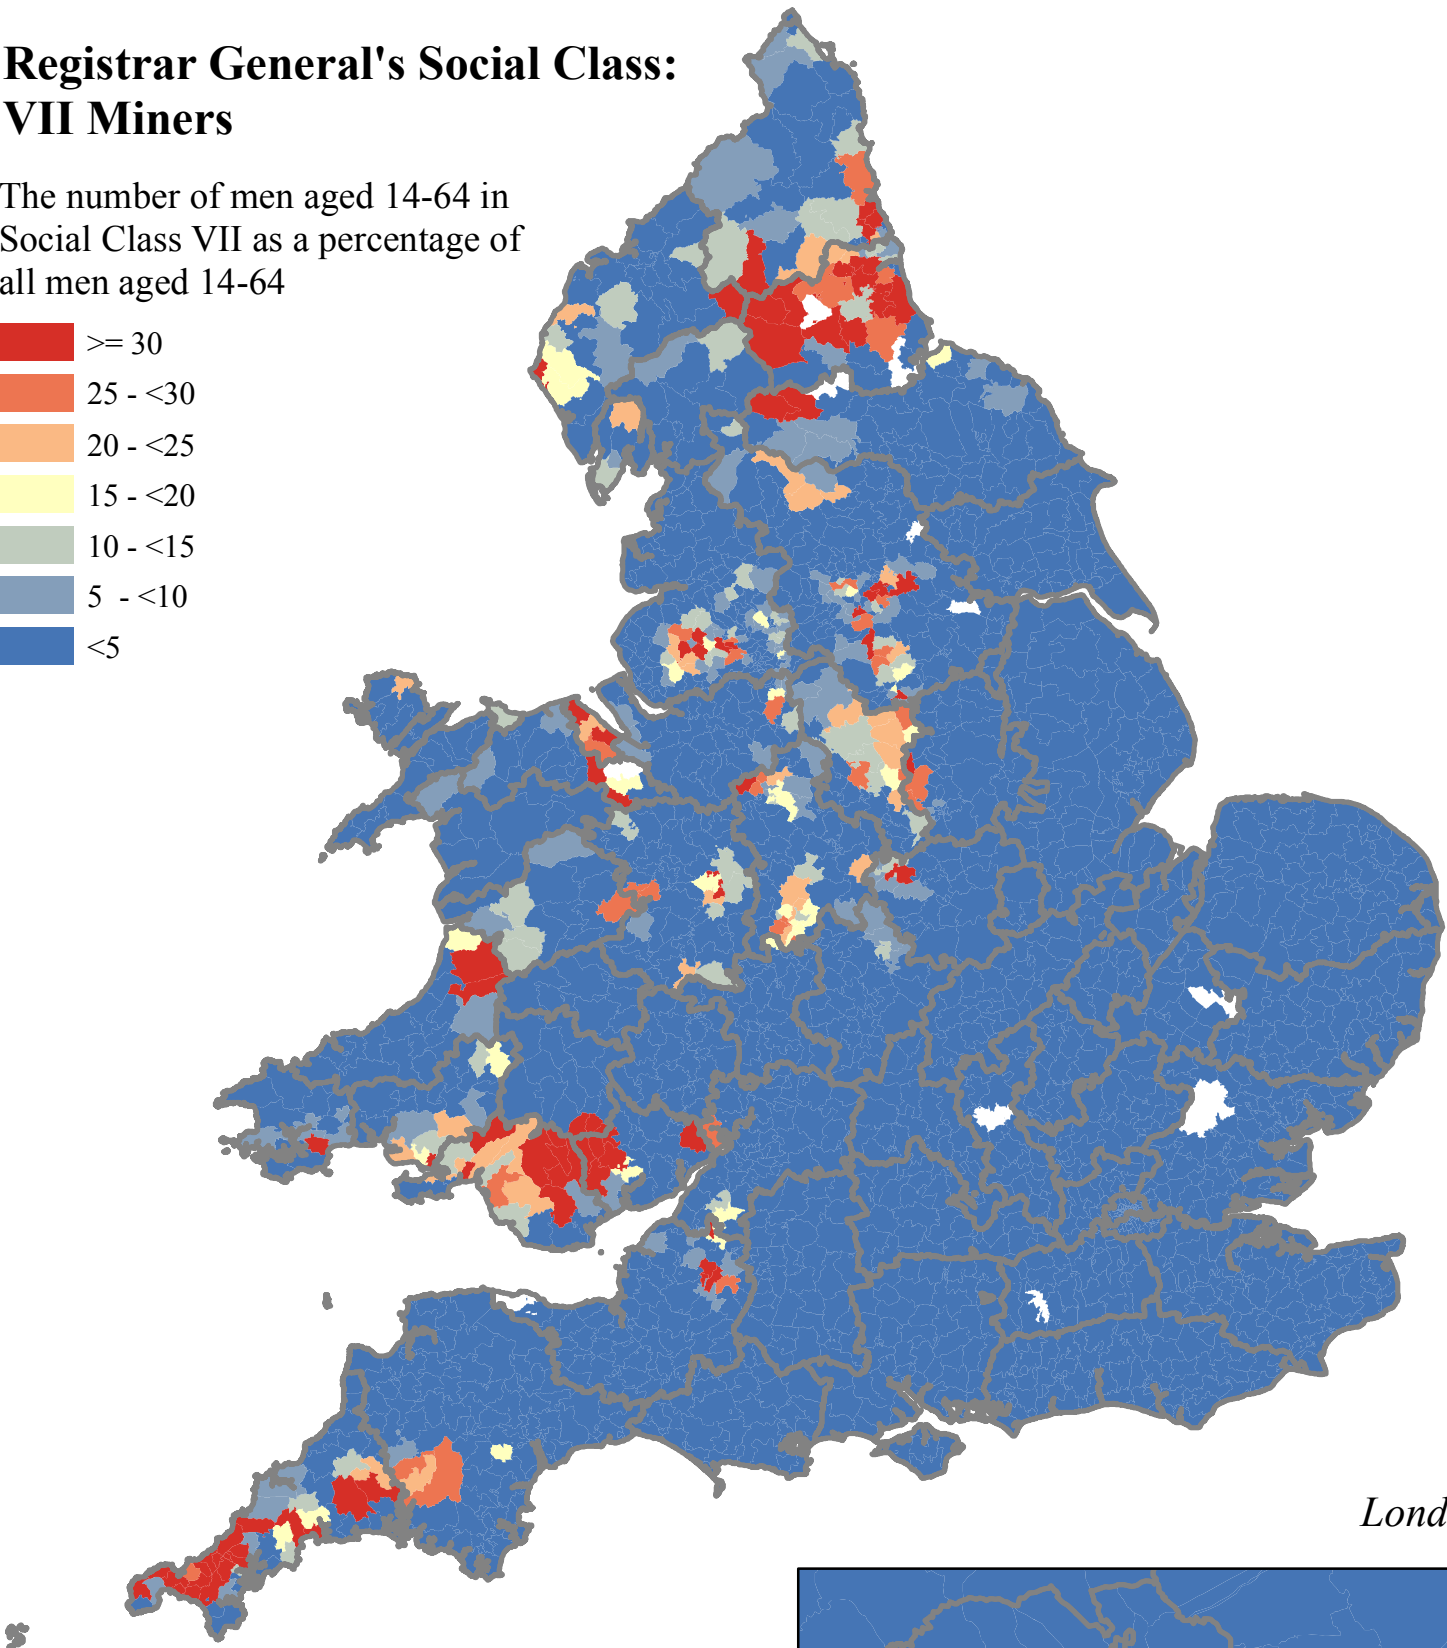 Registrar General's Social Class:
VII Miners
The number of men aged 14-64 in
Social Class VII as a percentage of
all men aged 14-64
>= 30
25 - <30
20 - <25
15 - <20
10 - <15
5 - <10
<5
Lond